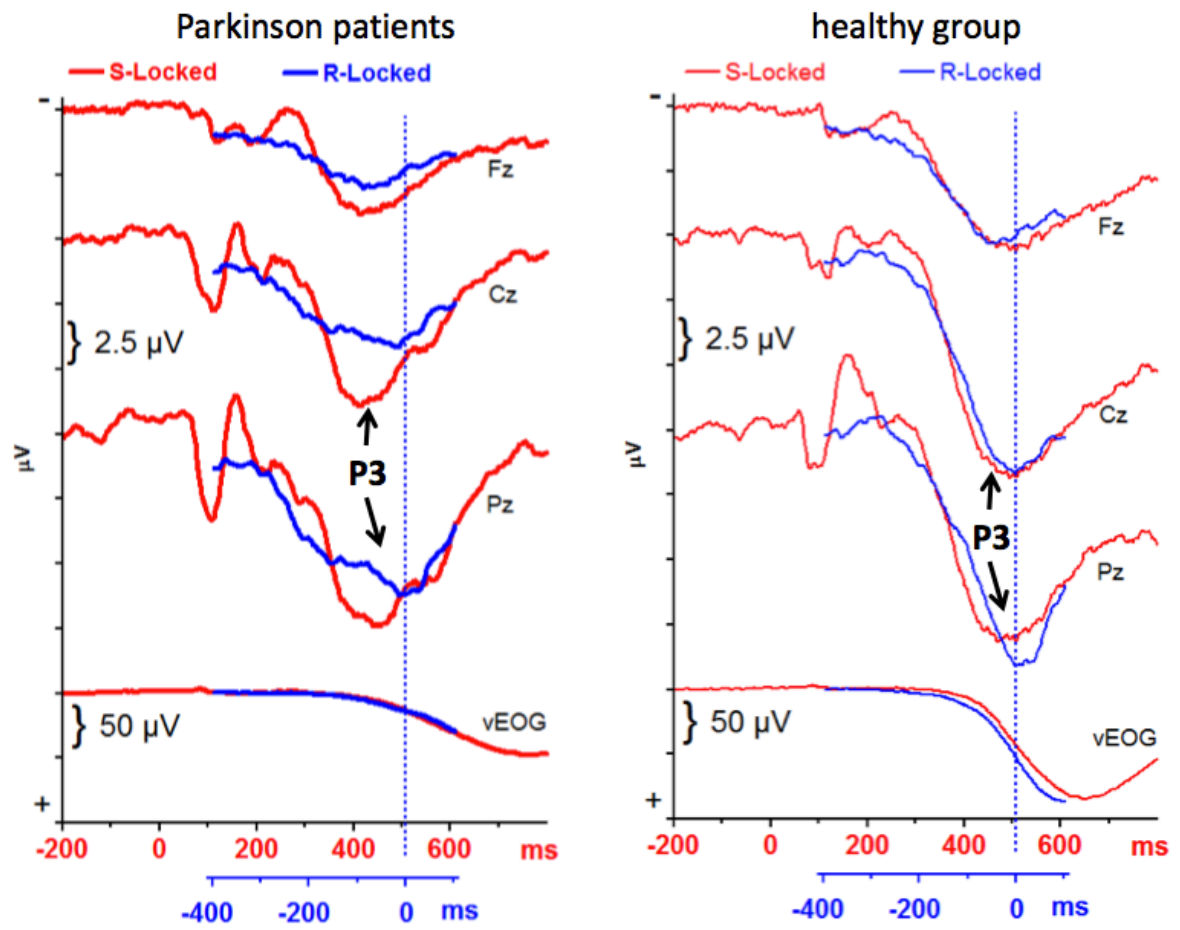 Parkinson patients
S-Locked R-Locked
-
Fz
Cz
} 2.5 µV
P3
µV
Pz
} 50 µV
vEOG
+
-200 0 200 400 600 ms
-400 -200 0 ms
healthy group
S-Locked R-Locked
-
Fz
} 2.5 µV
Cz
µV
P3
Pz
} 50 µV
vEOG
+
-200 0 200 400 600 ms
-400 -200 0 ms